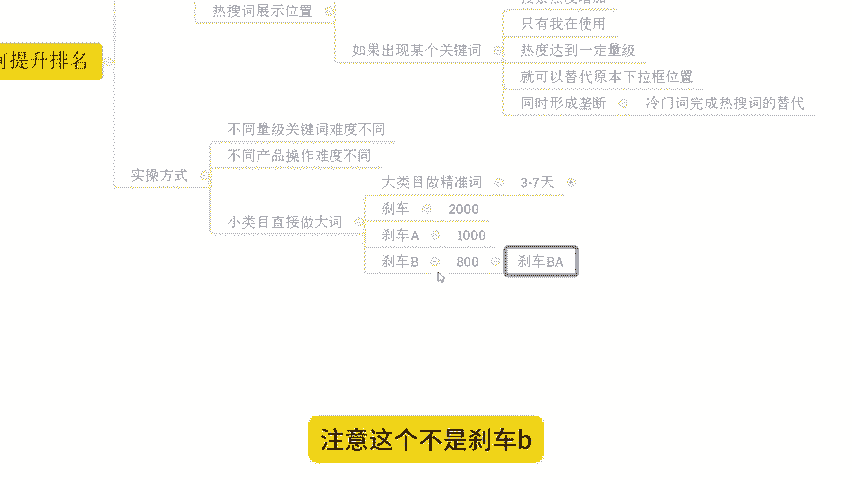 热搜词展示位置
只有我在使用
如果出现某个关键词
热度达到一定量级
可提升排名
就可以替代原本下拉框位置
同时形成垄断
冷门词完成热搜词的替代
不同量级关键词难度不同
不同产品操作难度不同
实操方式
大类目做精准词
3-7天
刹车
2000
小类目直接做大词
刹车A
1000
刹车B
800
刹车BA
注意这个不是刹车b